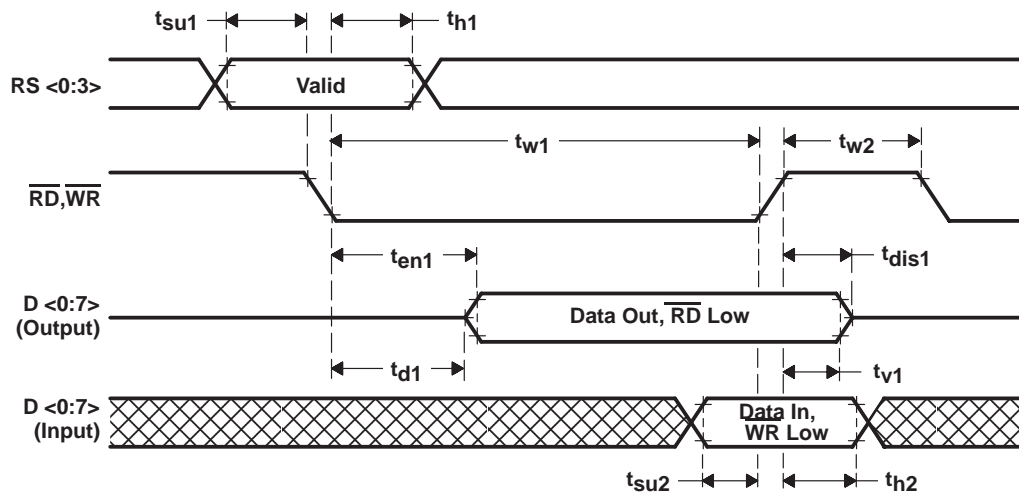 tsu1
th1
RS <0:3>
Valid
tw1
tw2
RD,WR
ten1
tdis1
D <0:7>
(Output)
Data Out, RD Low
td1
tv1
D <0:7>
(Input)
Data In,
WR Low
tsu2
th2